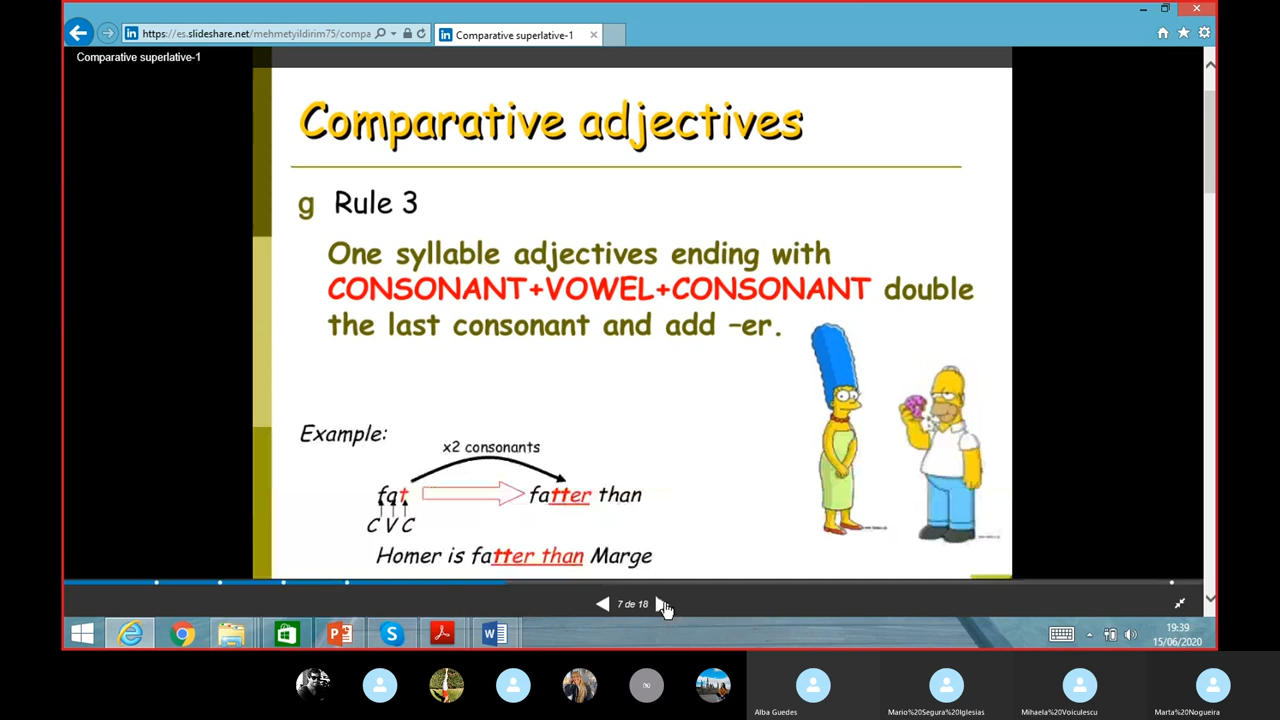 https://es.slideshare.net/mehmetyildirim75/compa
Comparative superlative-1
Comparative superlative-1
Comparative adjectives
g Rule 3
One syllable adjectives ending with
CONSONANT+VOWEL+CONSONANT double
the last consonant and add –er.
Example:
x2 consonants
fat fatter than
C V C
Homer is fatter than Marge
7 de 18
19:39
15/06/2020
Alba Guedes
Mario%20Segura%20Iglesias
Mihaela%20Voiculescu
Marta%20Nogueira